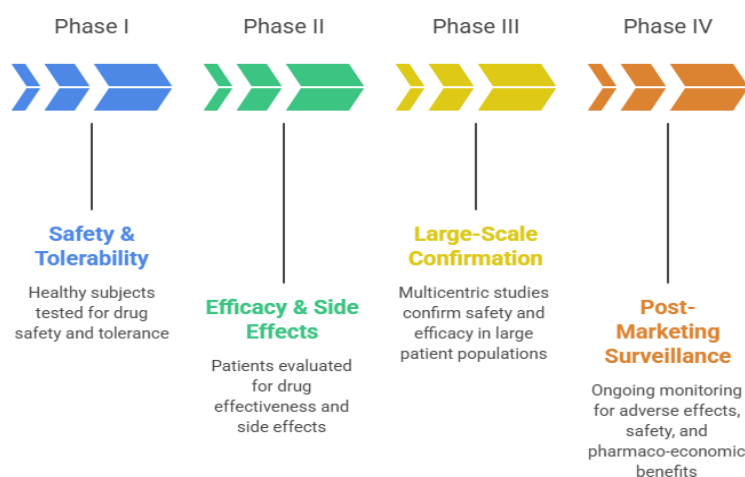 Phase I
Phase II
Phase III
Phase IV
Safety &
Tolerability
Healthy subjects
tested for drug
safety and tolerance
Efficacy & Side
Effects
Patients evaluated
for drug
effectiveness and
side effects
Large-Scale
Confirmation
Multicentric studies
confirm safety and
efficacy in large
patient populations
Post-
Marketing
Surveillance
Ongoing monitoring
for adverse effects,
safety, and
pharmaco-economic
benefits